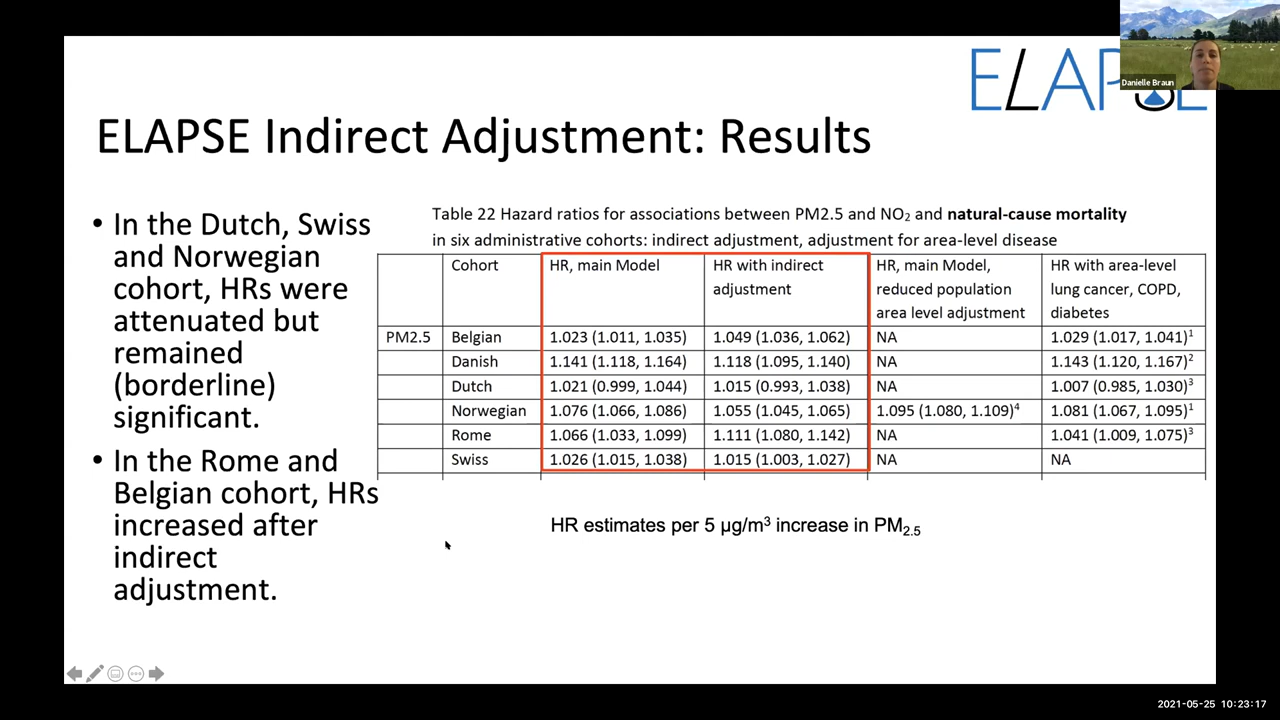 Danielle Braun
ELAPSE
ELAPSE Indirect Adjustment: Results
• In the Dutch, Swiss
and Norwegian
cohort, HRs were
attenuated but
remained
(borderline)
significant.
• In the Rome and
Belgian cohort, HRs
increased after
indirect
adjustment.
Table 22 Hazard ratios for associations between PM2.5 and NO₂ and natural-cause mortality
in six administrative cohorts: indirect adjustment, adjustment for area-level disease
Cohort HR, main Model HR with indirect adjustment HR, main Model, reduced population area level adjustment HR with area-level lung cancer, COPD, diabetes
PM2.5 Belgian 1.023 (1.011, 1.035) 1.049 (1.036, 1.062) NA 1.029 (1.017, 1.041)¹
Danish 1.141 (1.118, 1.164) 1.118 (1.095, 1.140) NA 1.143 (1.120, 1.167)²
Dutch 1.021 (0.999, 1.044) 1.015 (0.993, 1.038) NA 1.007 (0.985, 1.030)³
Norwegian 1.076 (1.066, 1.086) 1.055 (1.045, 1.065) 1.095 (1.080, 1.109)⁴ 1.081 (1.067, 1.095)¹
Rome 1.066 (1.033, 1.099) 1.111 (1.080, 1.142) NA 1.041 (1.009, 1.075)³
Swiss 1.026 (1.015, 1.038) 1.015 (1.003, 1.027) NA NA
HR estimates per 5 µg/m³ increase in PM₂.₅
2021-05-25 10:23:17